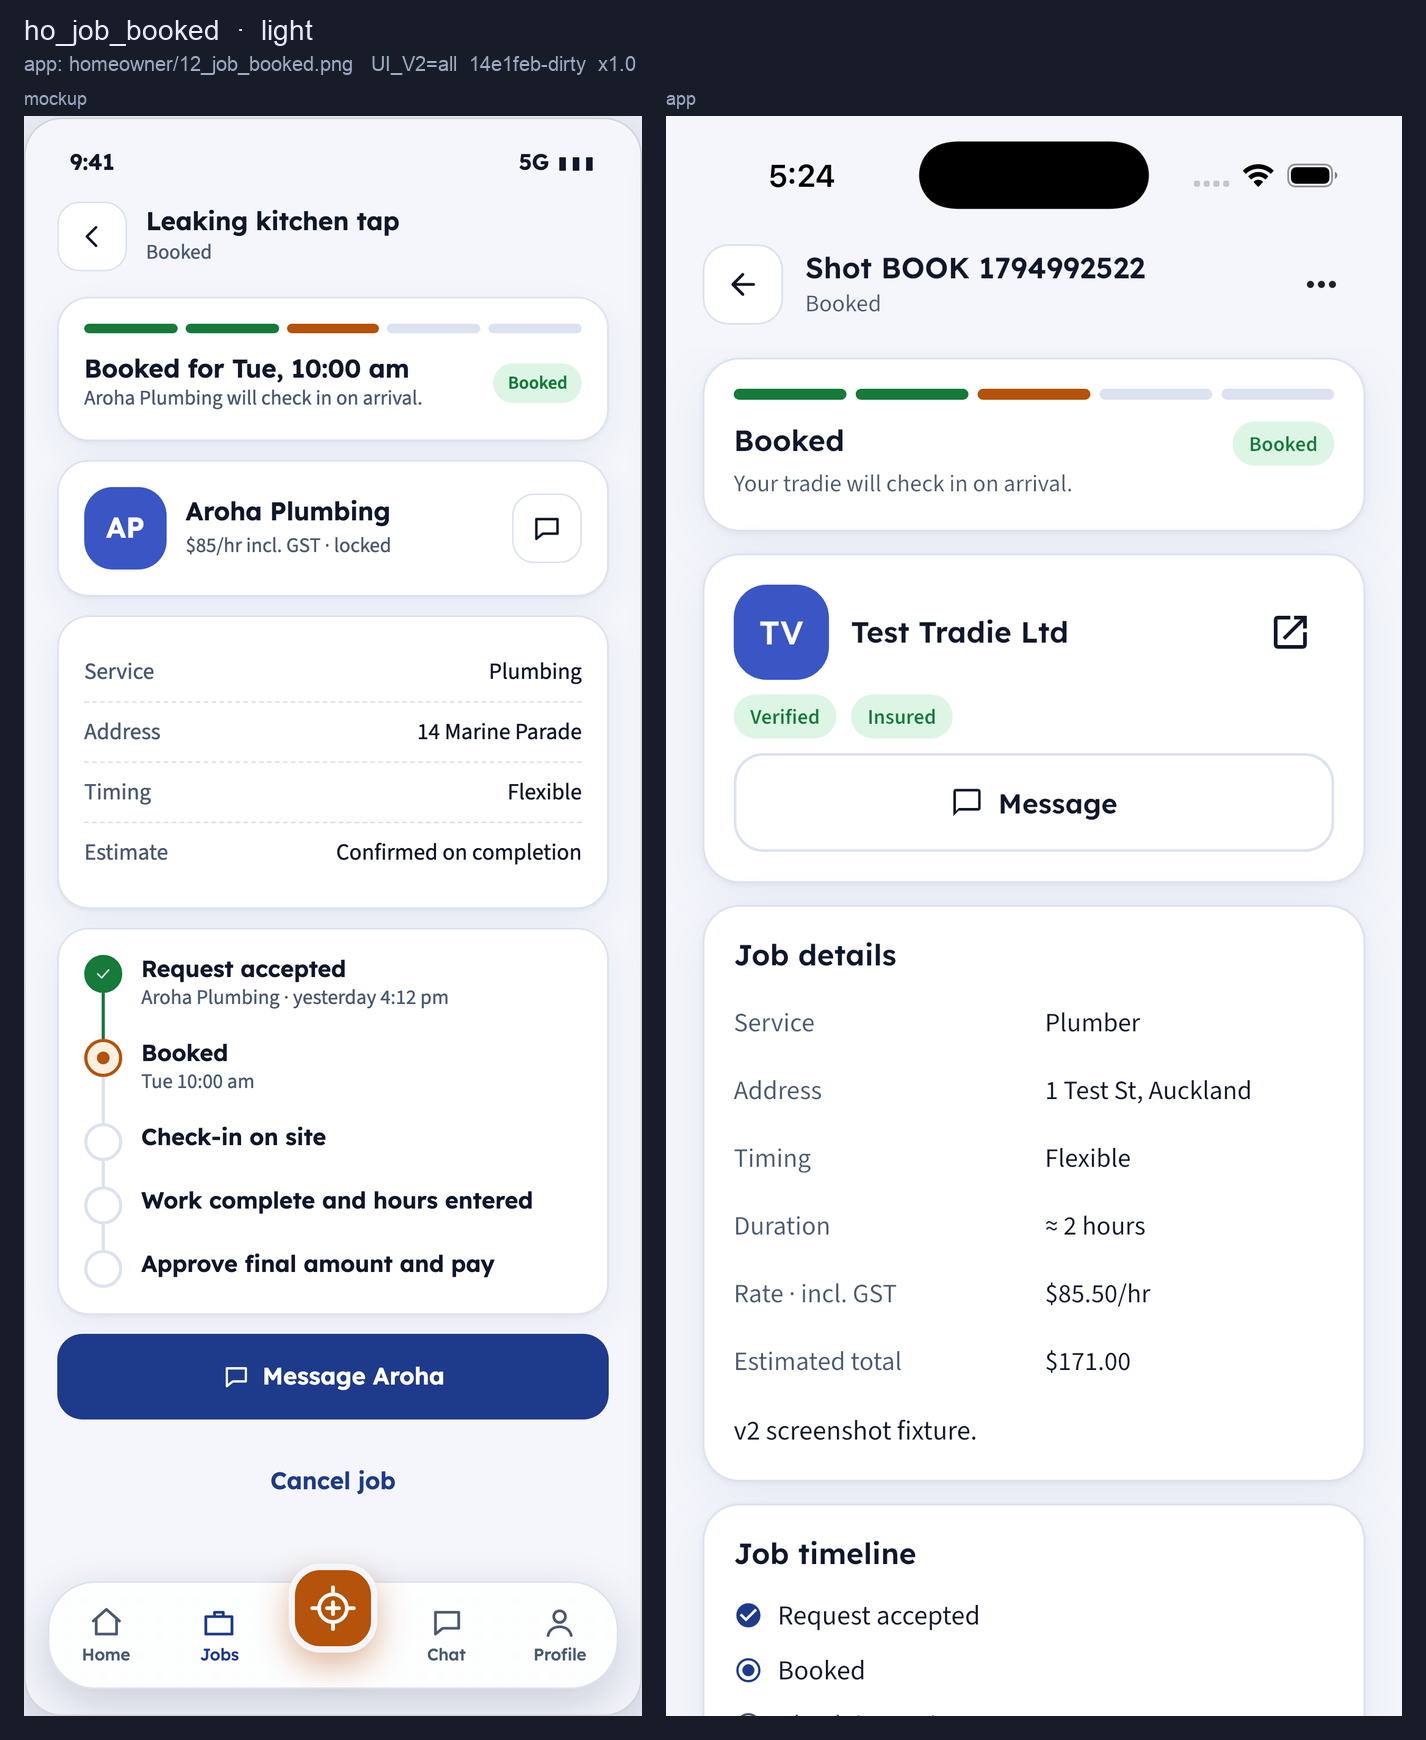 ho_job_booked · light
app: homeowner/12_job_booked.png UI_V2=all 14e1feb-dirty x1.0
mockup
9:41
5G
Leaking kitchen tap
Booked
Booked for Tue, 10:00 am
Aroha Plumbing will check in on arrival.
Booked
AP
Aroha Plumbing
$85/hr incl. GST · locked
Service
Plumbing
Address
14 Marine Parade
Timing
Flexible
Estimate
Confirmed on completion
Request accepted
Aroha Plumbing · yesterday 4:12 pm
Booked
Tue 10:00 am
Check-in on site
Work complete and hours entered
Approve final amount and pay
Message Aroha
Cancel job
Home
Jobs
Chat
Profile
app
5:24
Shot BOOK 1794992522
Booked
Booked
Booked
Your tradie will check in on arrival.
TV
Test Tradie Ltd
Verified
Insured
Message
Job details
Service
Plumber
Address
1 Test St, Auckland
Timing
Flexible
Duration
≈ 2 hours
Rate · incl. GST
$85.50/hr
Estimated total
$171.00
v2 screenshot fixture.
Job timeline
Request accepted
Booked